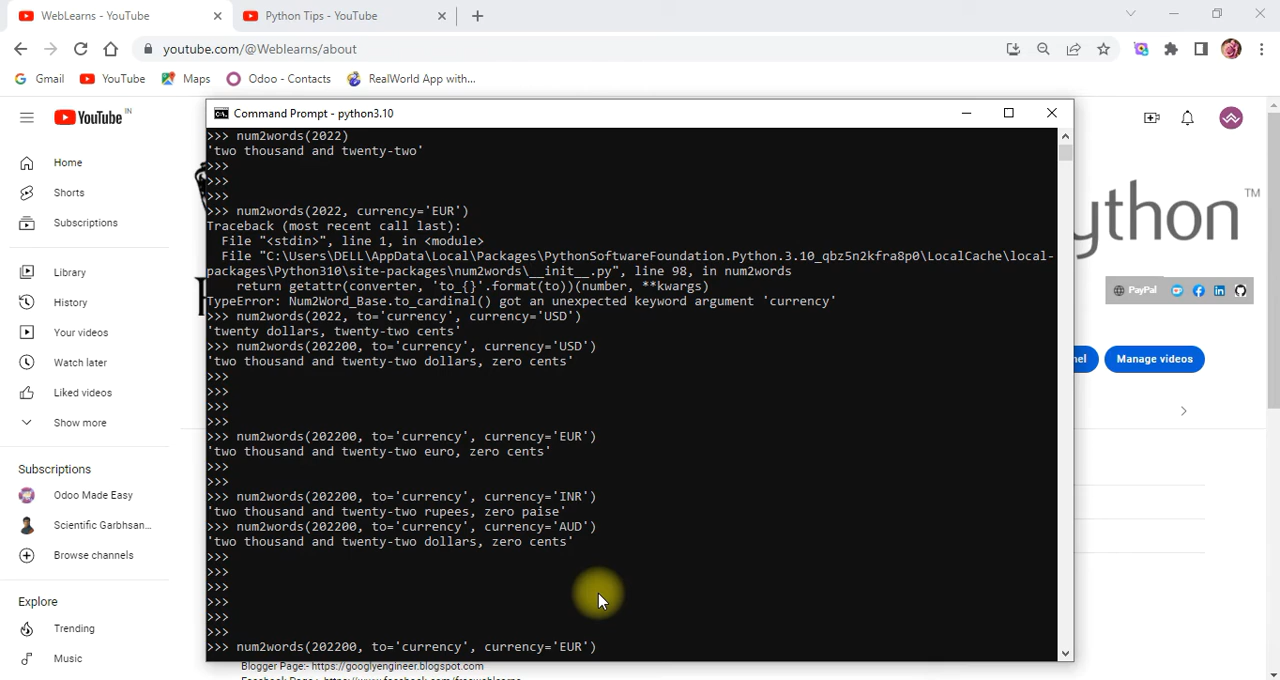 WebLearns - YouTube
Python Tips - YouTube
youtube.com/@Weblearns/about
Gmail
YouTube
Maps
Odoo - Contacts
RealWorld App with...
YouTube IN
Home
Shorts
Subscriptions
Library
History
Your videos
Watch later
Liked videos
Show more
Subscriptions
Odoo Made Easy
Scientific Garbhsan...
Browse channels
Explore
Trending
Music
Command Prompt - python3.10
>>> num2words(2022)
'two thousand and twenty-two'
>>>
>>>
>>>
>>> num2words(2022, currency='EUR')
Traceback (most recent call last):
  File "<stdin>", line 1, in <module>
  File "C:\Users\DELL\AppData\Local\Packages\PythonSoftwareFoundation.Python.3.10_qbz5n2kfra8p0\LocalCache\local-
packages\Python310\site-packages\num2words\__init__.py", line 98, in num2words
    return getattr(converter, 'to_{}'.format(to))(number, **kwargs)
TypeError: Num2Word_Base.to_cardinal() got an unexpected keyword argument 'currency'
>>> num2words(2022, to='currency', currency='USD')
'twenty dollars, twenty-two cents'
>>> num2words(202200, to='currency', currency='USD')
'two thousand and twenty-two dollars, zero cents'
>>>
>>>
>>>
>>>
>>> num2words(202200, to='currency', currency='EUR')
'two thousand and twenty-two euro, zero cents'
>>>
>>>
>>> num2words(202200, to='currency', currency='INR')
'two thousand and twenty-two rupees, zero paise'
>>> num2words(202200, to='currency', currency='AUD')
'two thousand and twenty-two dollars, zero cents'
>>>
>>>
>>>
>>>
>>>
>>>
>>> num2words(202200, to='currency', currency='EUR')
ython TM
PayPal
nel
Manage videos
Blogger Page:- https://googlyengineer.blogspot.com